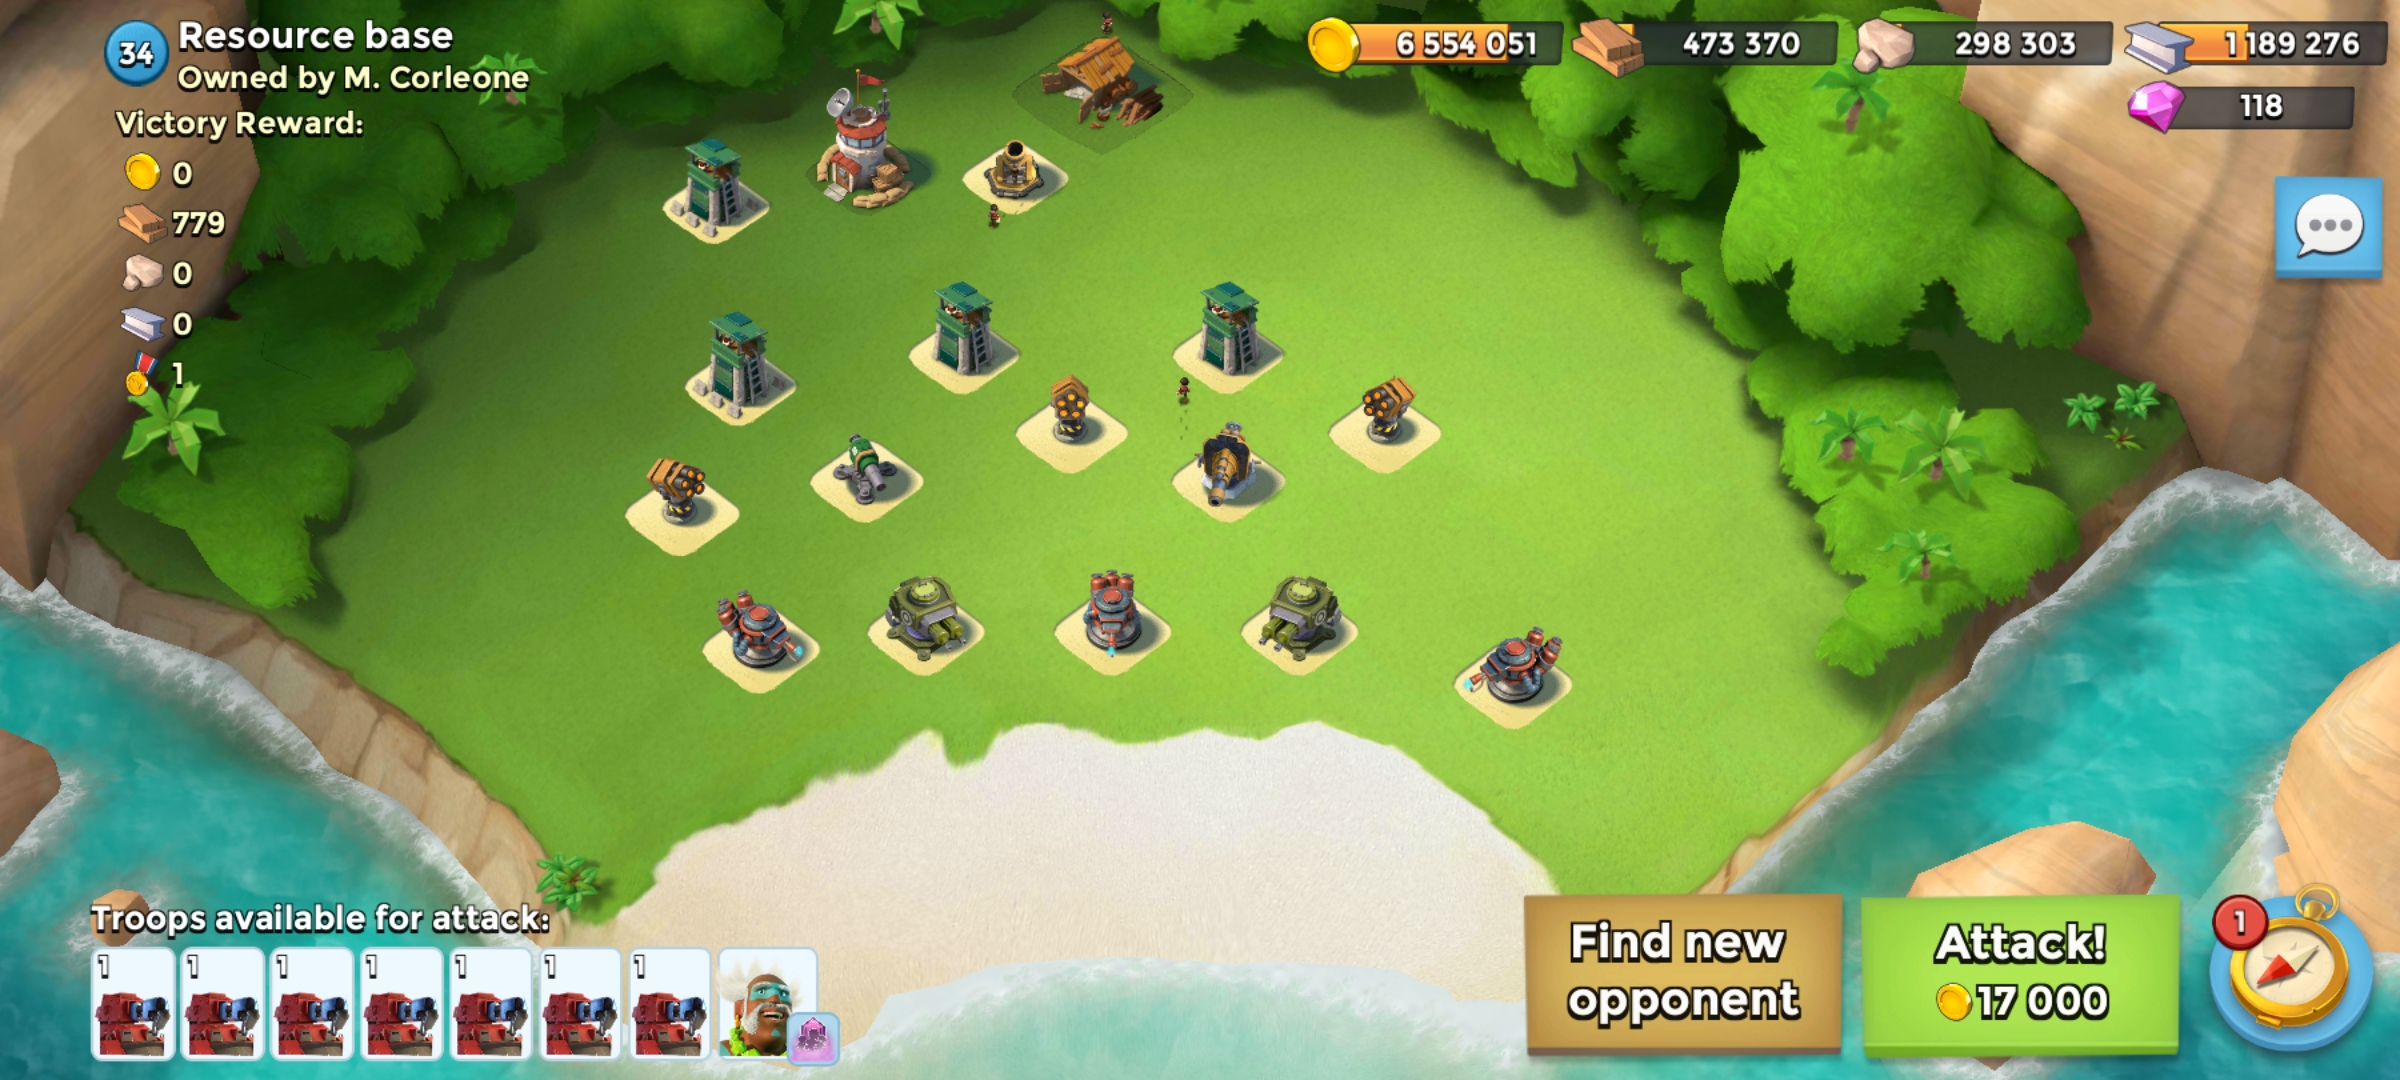 34
Resource base
Owned by M. Corleone
Victory Reward:
0
779
0
0
1
6 554 051
473 370
298 303
1 189 276
118
Troops available for attack:
1
1
1
1
1
1
1
Find new
opponent
Attack!
17 000
1